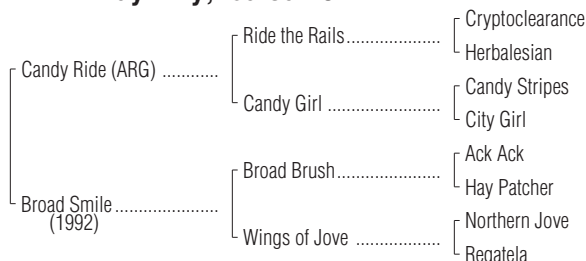 Cryptoclearance
Ride the Rails
Herbalesian
Candy Ride (ARG)
Candy Stripes
Candy Girl
City Girl
Ack Ack
Broad Brush
Hay Patcher
Broad Smile
(1992)
Northern Jove
Wings of Jove
Regatela